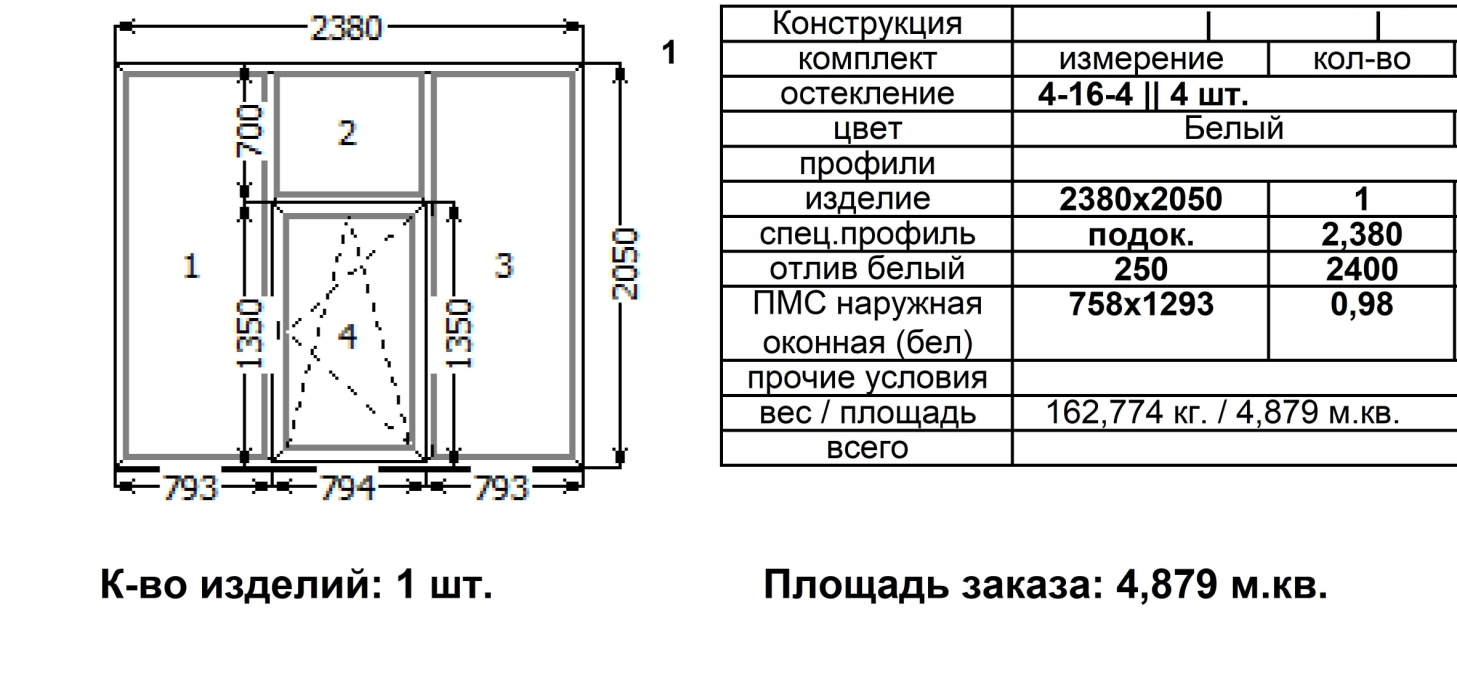 2380
1
700
2
1
3
2050
1350
4
1350
793
794
793
Конструкция | |
комплект измерение кол-во
остекление 4-16-4 || 4 шт.
цвет Белый
профили
изделие 2380x2050 1
спец.профиль подок. 2,380
отлив белый 250 2400
ПМС наружная 758x1293 0,98
оконная (бел)
прочие условия
вес / площадь 162,774 кг. / 4,879 м.кв.
всего
К-во изделий: 1 шт.
Площадь заказа: 4,879 м.кв.